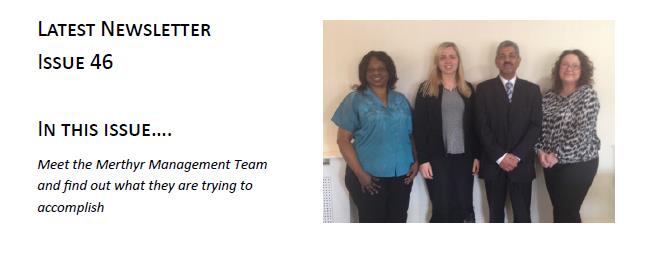 Latest Newsletter
Issue 46
In this issue....
Meet the Merthyr Management Team
and find out what they are trying to
accomplish